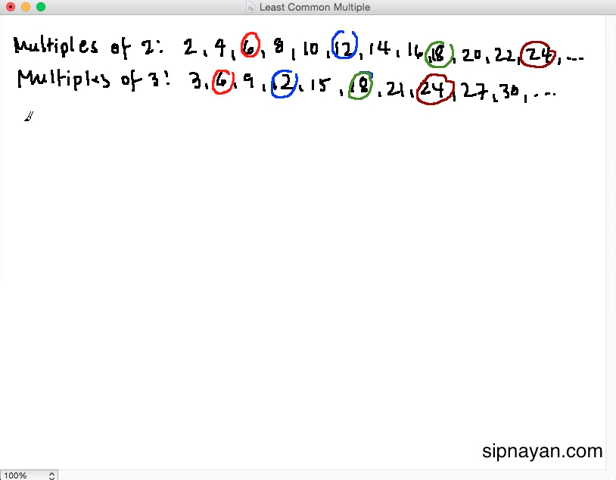 Least Common Multiple
Multiples of 2: 2, 4, 6, 8, 10, 12, 14, 16, 18, 20, 22, 24, ...
Multiples of 3: 3, 6, 9, 12, 15, 18, 21, 24, 27, 30, ...
sipnayan.com
100%